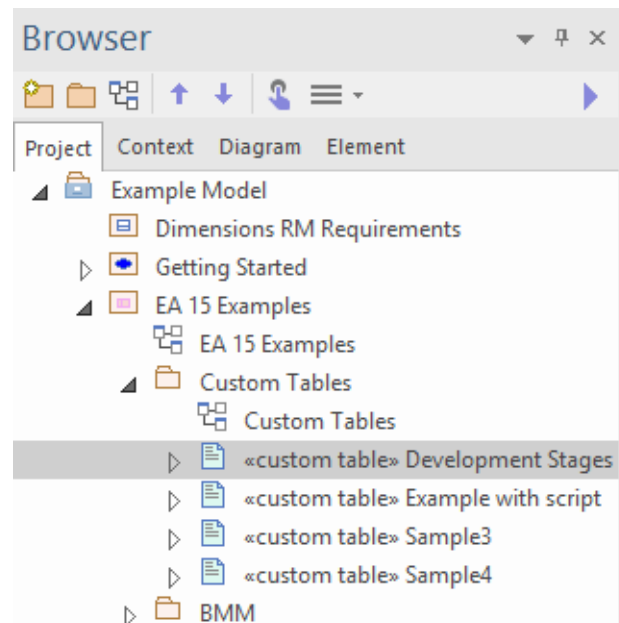 Browser
Project Context Diagram Element
Example Model
Dimensions RM Requirements
Getting Started
EA 15 Examples
EA 15 Examples
Custom Tables
Custom Tables
«custom table» Development Stages
«custom table» Example with script
«custom table» Sample3
«custom table» Sample4
BMM